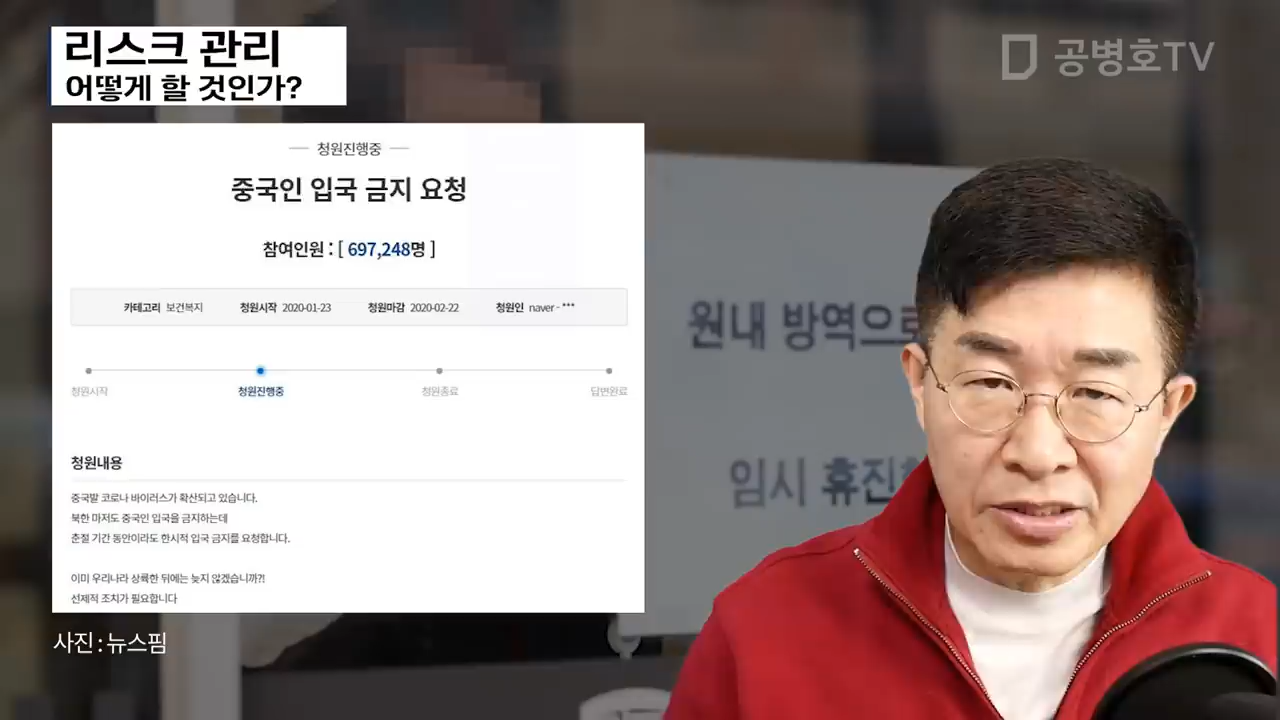 리스크 관리
어떻게 할 것인가?
공병호TV
청원진행중
중국인 입국 금지 요청
참여인원 : [ 697,248명 ]
카테고리 보건복지 청원시작 2020-01-23 청원마감 2020-02-22 청원인 naver - ***
청원시작 청원진행중 청원종료 답변완료
청원내용
중국발 코로나 바이러스가 확산되고 있습니다.
북한 마저도 중국인 입국을 금지하는데
춘절 기간 동안이라도 한시적 입국 금지를 요청합니다.
이미 우리나라 상륙한 뒤에는 늦지 않겠습니까?!
선제적 조치가 필요합니다
원내 방역으로
임시 휴진
사진 : 뉴스핌